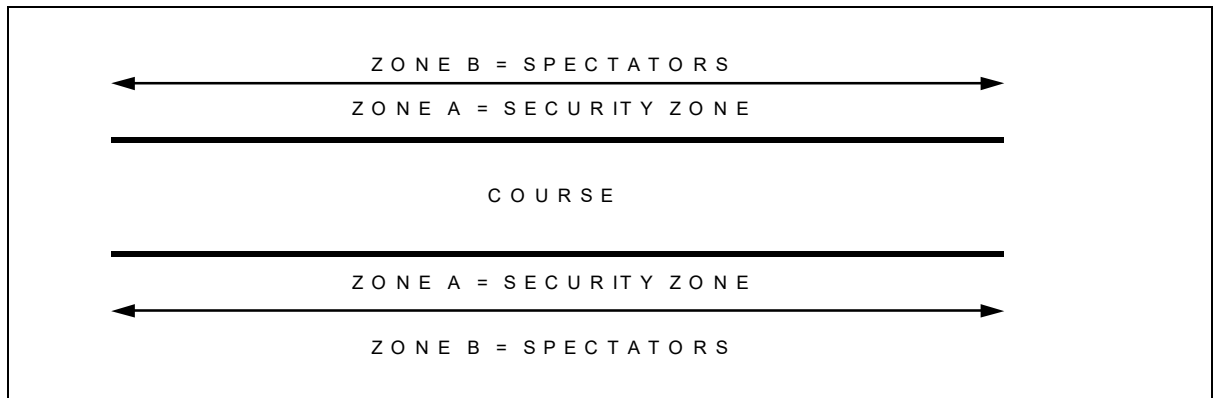 ZONE B = SPECTATORS
ZONE A = SECURITY ZONE
COURSE
ZONE A = SECURITY ZONE
ZONE B = SPECTATORS